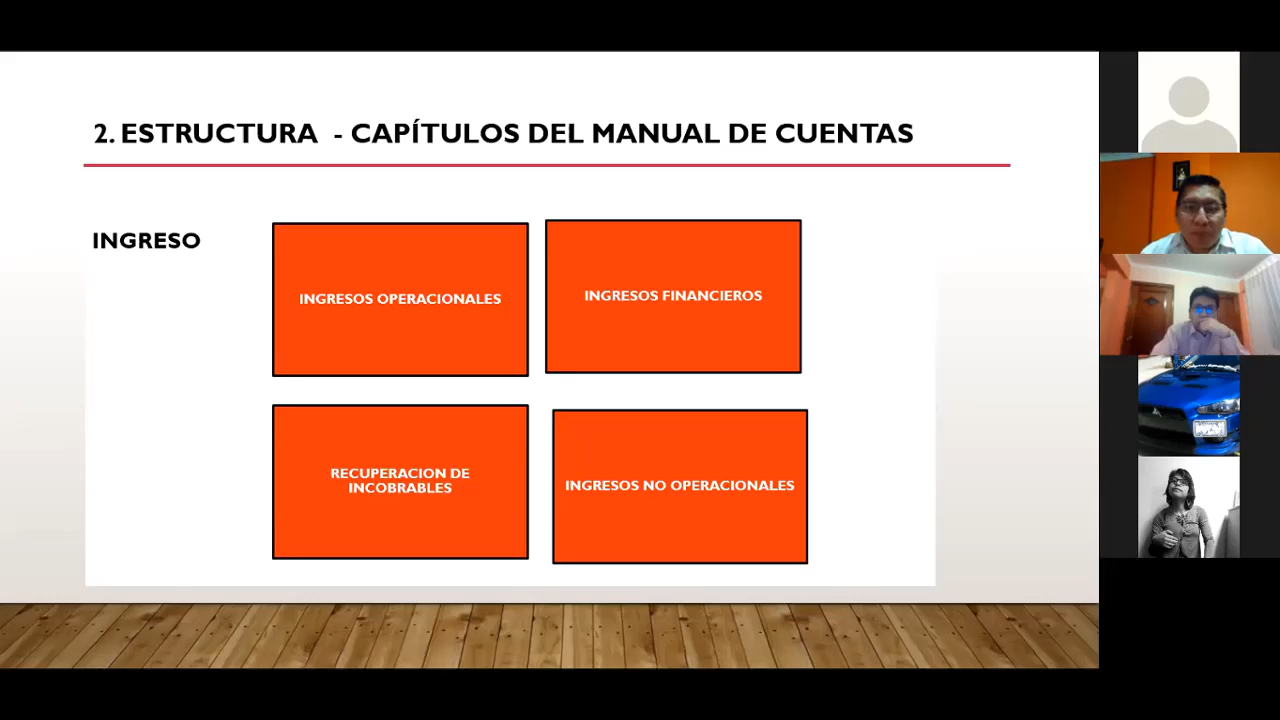 2. ESTRUCTURA - CAPÍTULOS DEL MANUAL DE CUENTAS
INGRESO
INGRESOS OPERACIONALES
INGRESOS FINANCIEROS
RECUPERACION DE
INCOBRABLES
INGRESOS NO OPERACIONALES